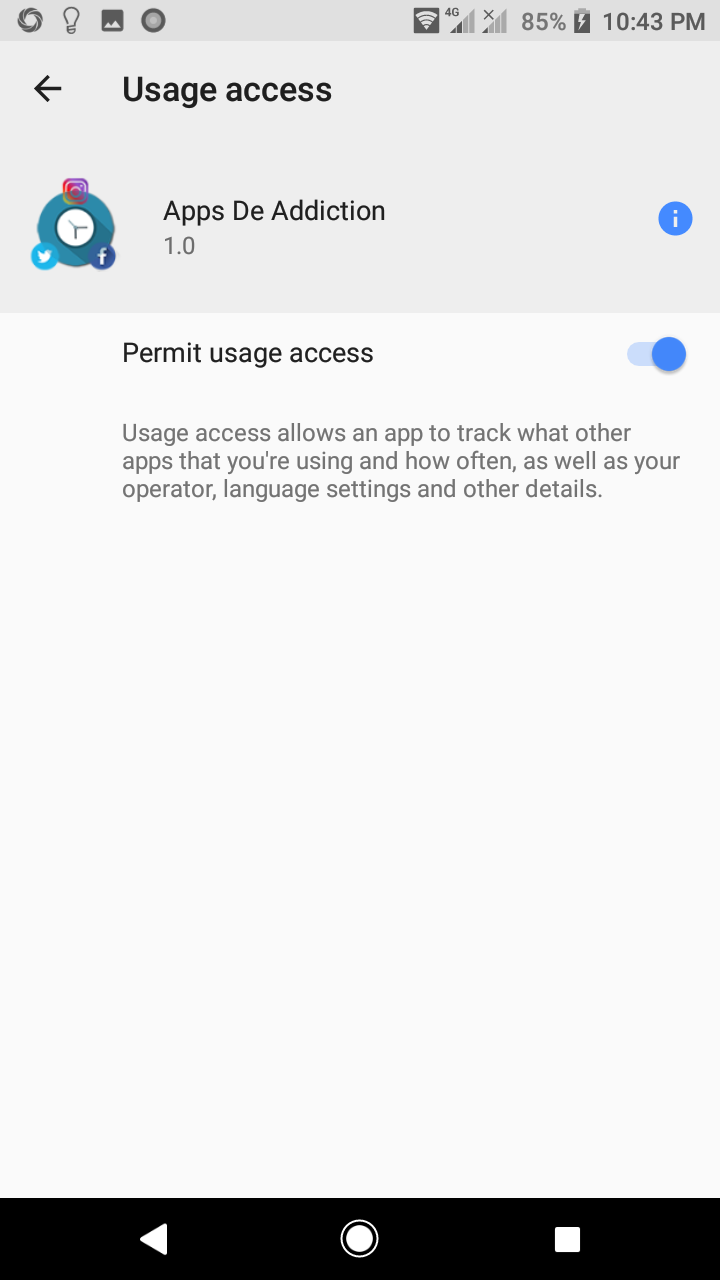 4G 85% 10:43 PM
Usage access
Apps De Addiction
1.0
Permit usage access
Usage access allows an app to track what other
apps that you're using and how often, as well as your
operator, language settings and other details.